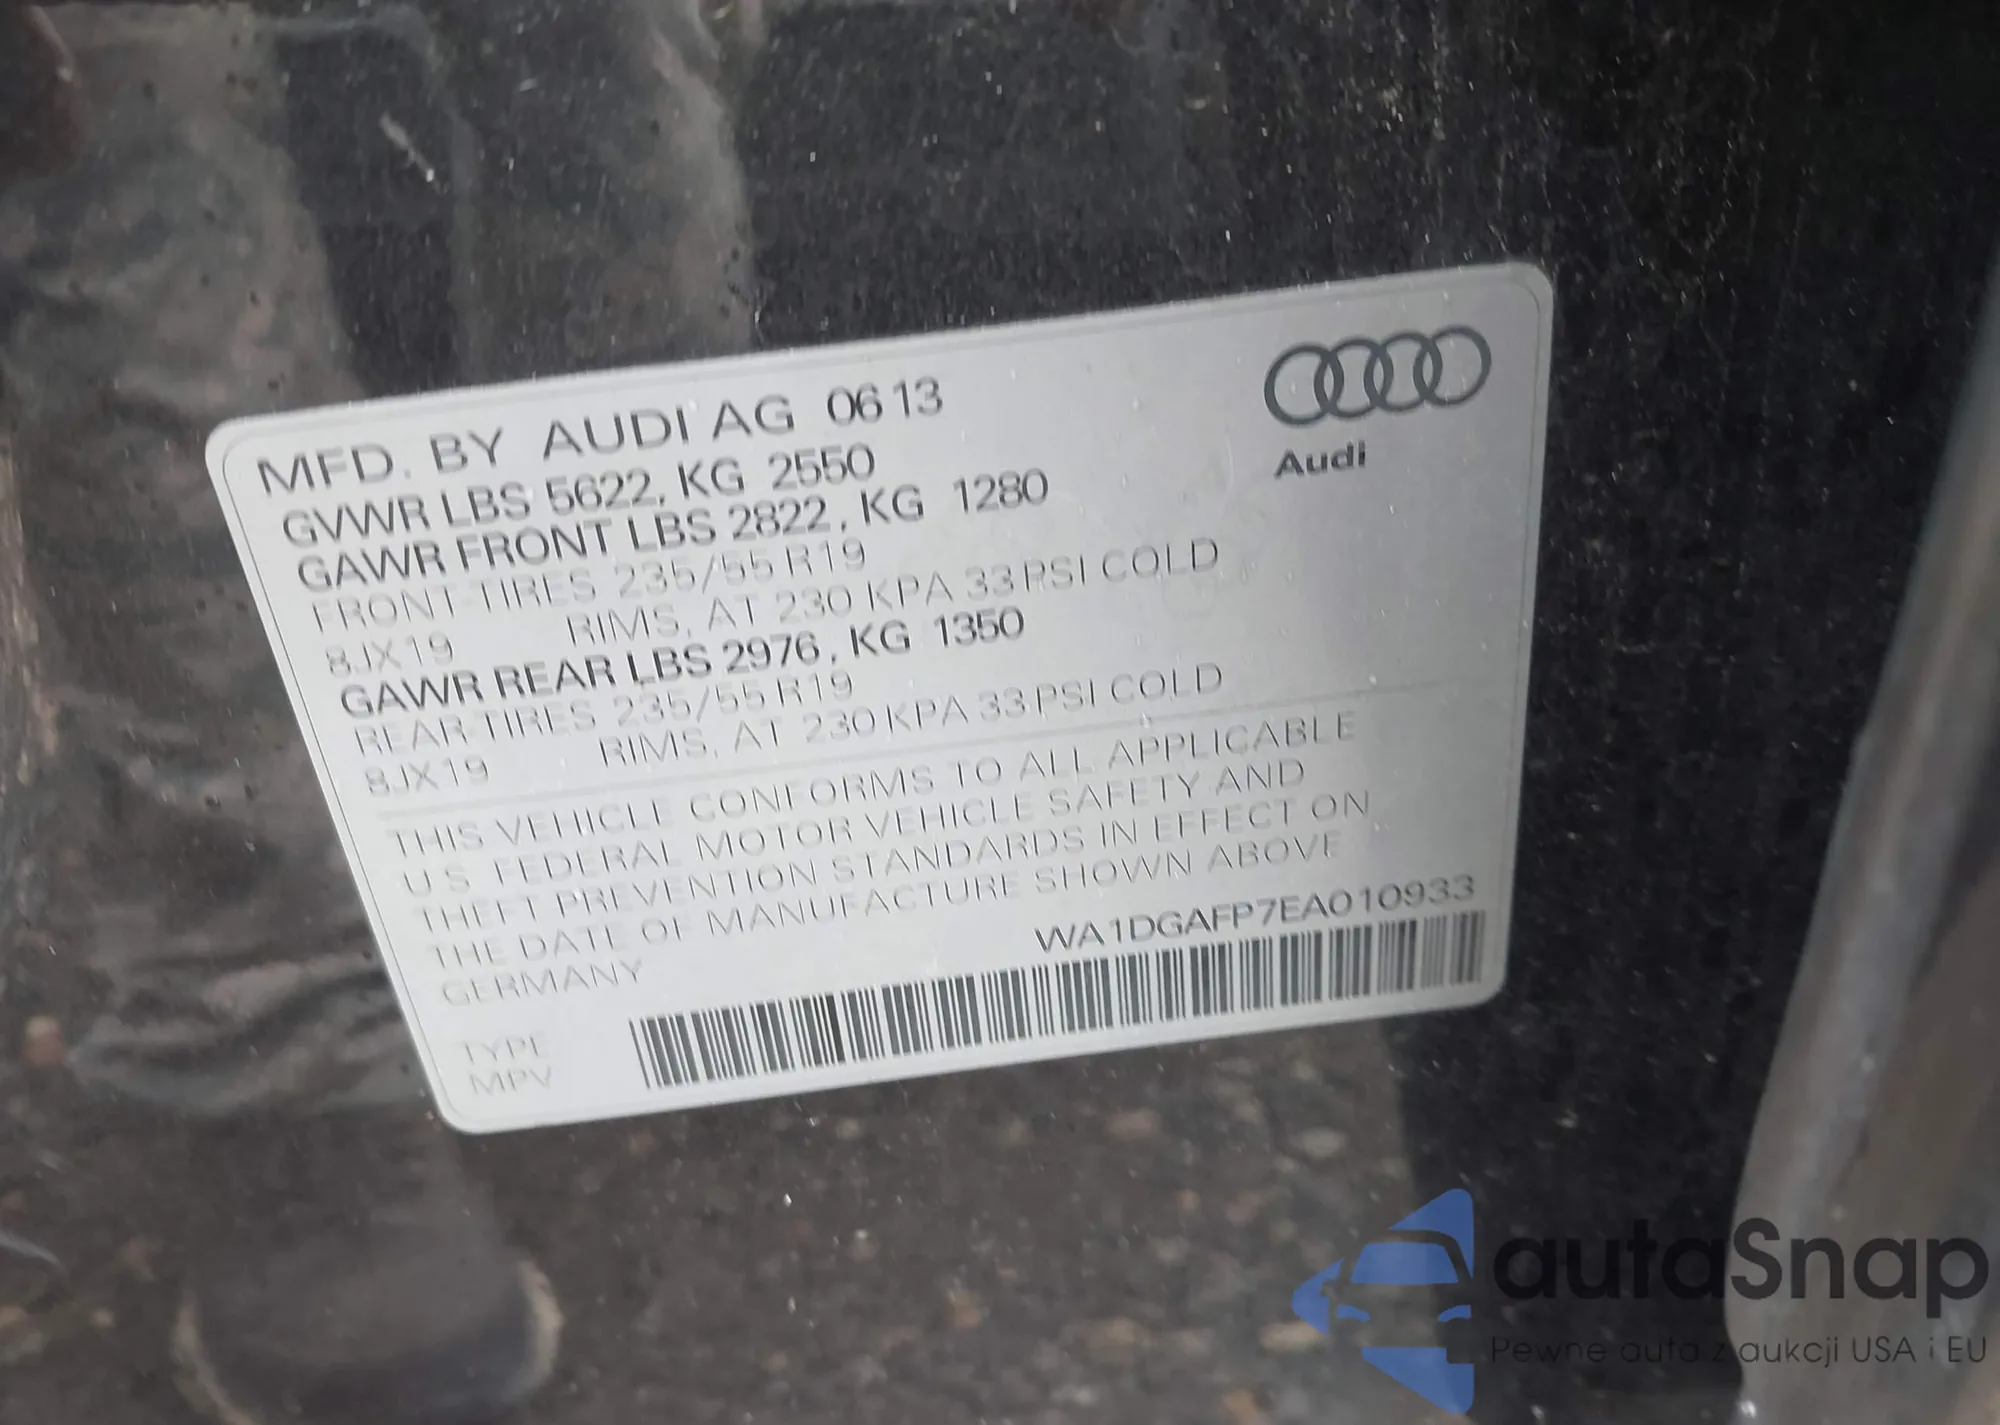 MFD. BY AUDI AG 06 13
Audi
GVWR LBS 5622, KG 2550
GAWR FRONT LBS 2822, KG 1280
FRONT TIRES 235/55 R19
8JX19 RIMS, AT 230 KPA 33 PSI COLD
GAWR REAR LBS 2976, KG 1350
REAR TIRES 235/55 R19
8JX19 RIMS, AT 230 KPA 33 PSI COLD
THIS VEHICLE CONFORMS TO ALL APPLICABLE
U S FEDERAL MOTOR VEHICLE SAFETY AND
THEFT PREVENTION STANDARDS IN EFFECT ON
THE DATE OF MANUFACTURE SHOWN ABOVE
GERMANY
WA1DGAFP7EA010933
TYPE
MPV
autaSnap
Pewne auta z aukcji USA i EU